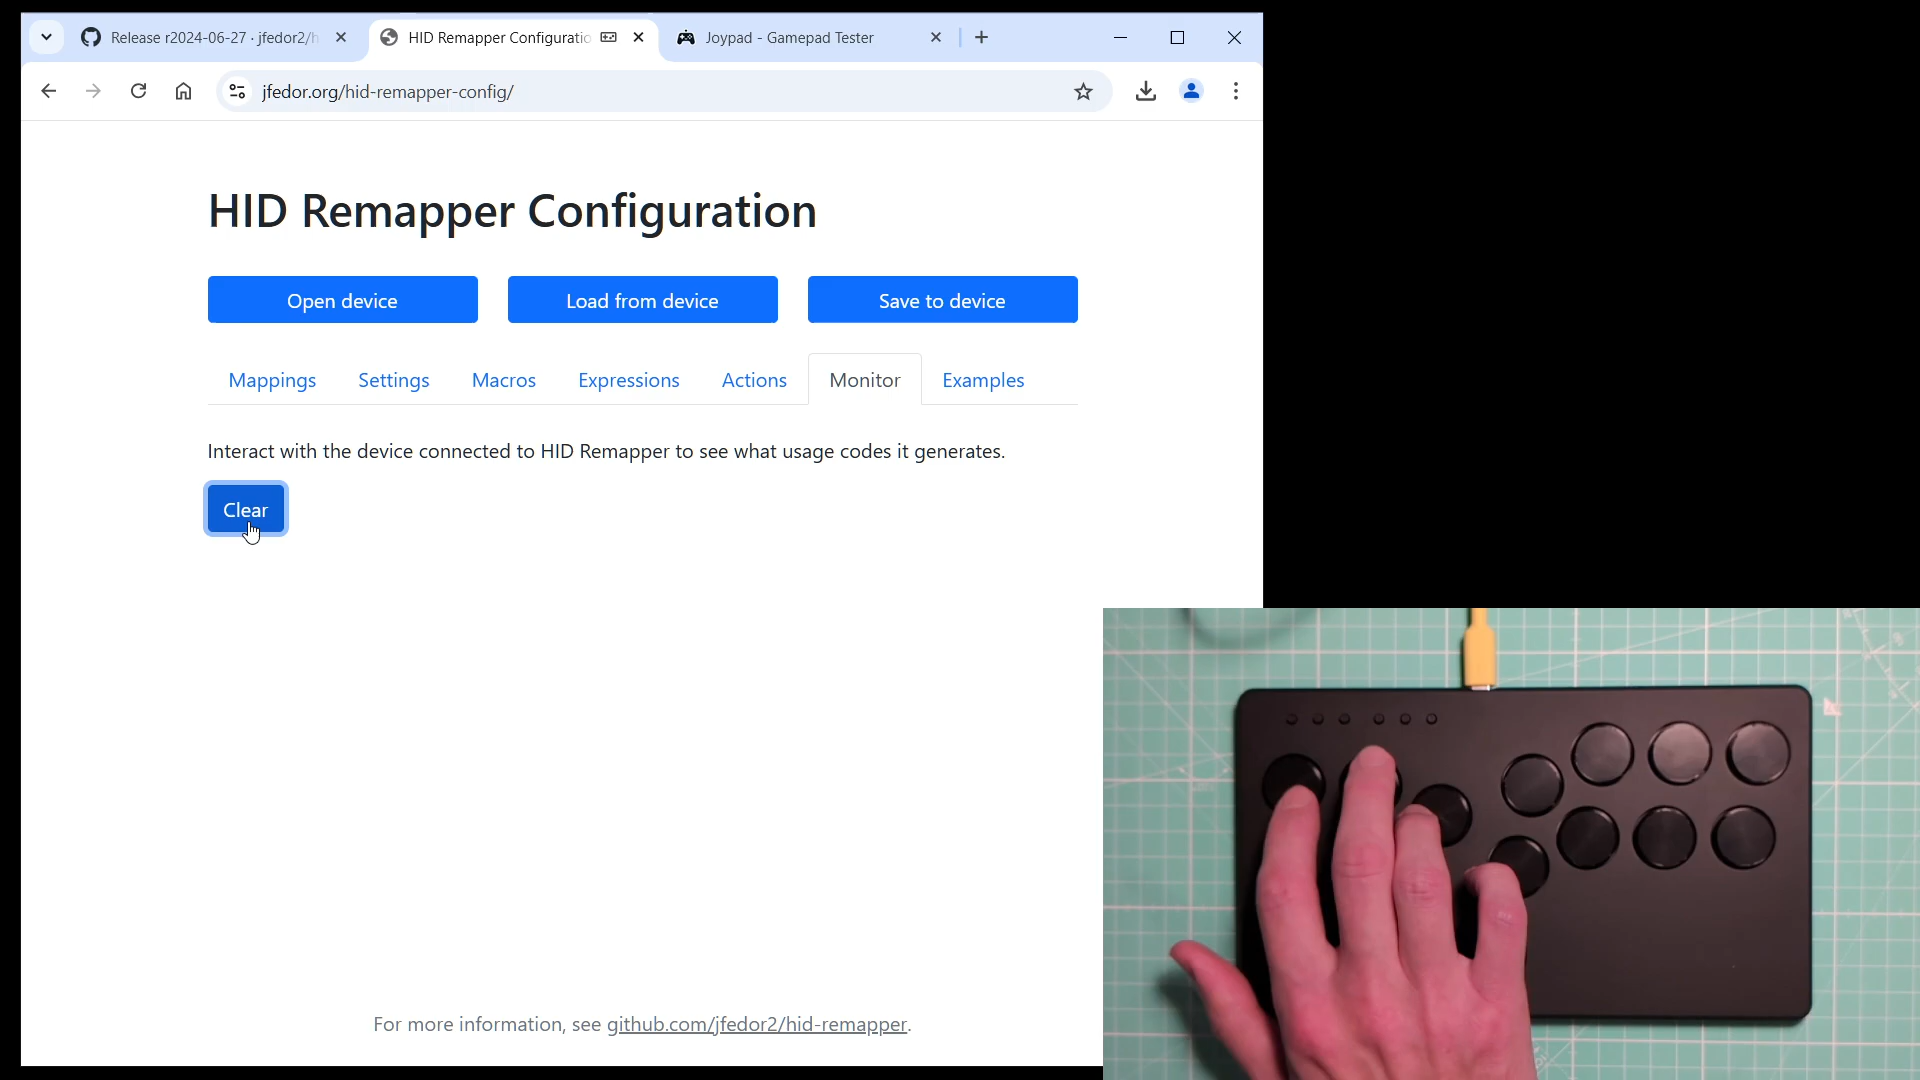 Release r2024-06-27 · jfedor2/h
HID Remapper Configuratio
Joypad - Gamepad Tester
jfedor.org/hid-remapper-config/
HID Remapper Configuration
Open device
Load from device
Save to device
Mappings
Settings
Macros
Expressions
Actions
Monitor
Examples
Interact with the device connected to HID Remapper to see what usage codes it generates.
Clear
For more information, see github.com/jfedor2/hid-remapper.